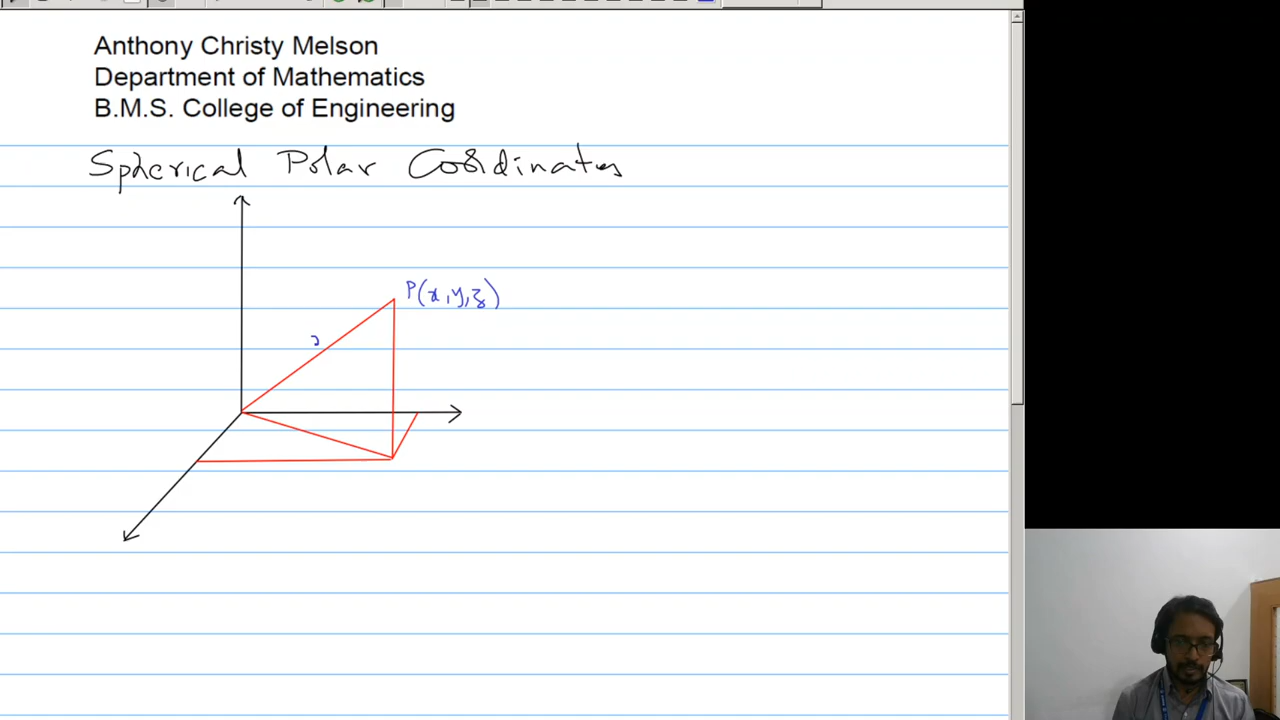 Anthony Christy Melson
Department of Mathematics
B.M.S. College of Engineering
Spherical Polar Coordinates
P(x,y,z)